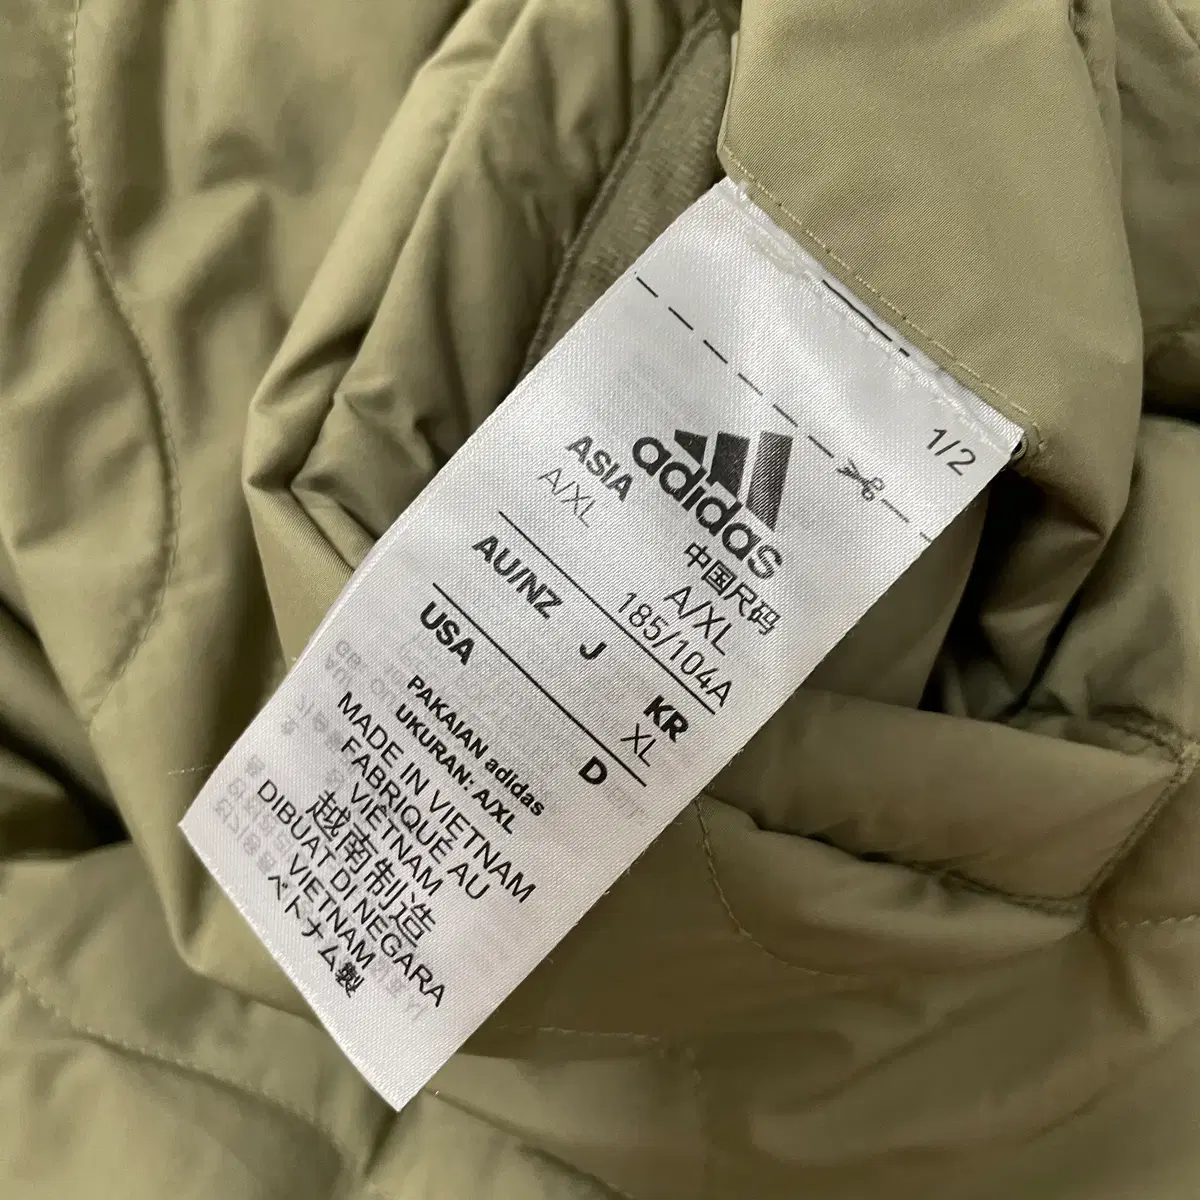 1/2
adidas
ASIA
A/XL
中国尺码
A/XL
185/104A
AU/NZ
J
KR
XL
USA
D
PAKAIAN adidas
UKURAN: A/XL
MADE IN VIETNAM
FABRIQUÉ AU
VIÊTNAM
越南制造
DIBUAT DI NEGARA
VIETNAM
ベトナム製